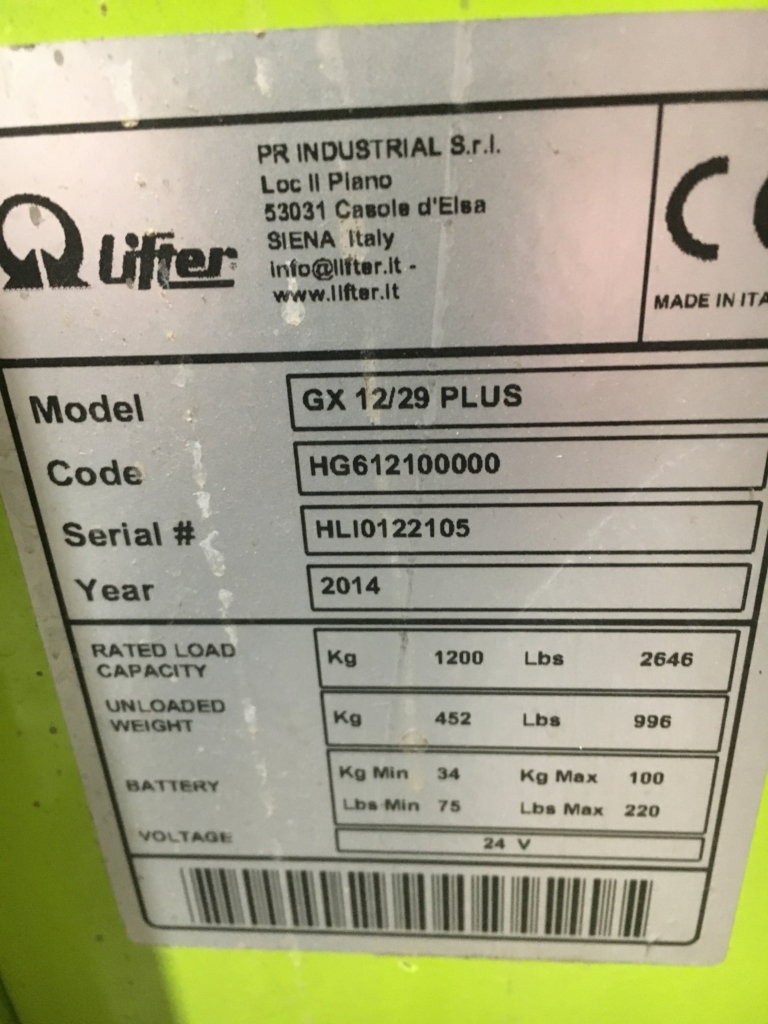 PR INDUSTRIAL S.r.l.
Loc Il Piano
53031 Casole d'Elsa
SIENA Italy
info@lifter.it -
www.lifter.it
Lifter
CE
MADE IN ITA
Model GX 12/29 PLUS
Code HG612100000
Serial # HLI0122105
Year 2014
RATED LOAD CAPACITY Kg 1200 Lbs 2646
UNLOADED WEIGHT Kg 452 Lbs 996
BATTERY Kg Min 34 Kg Max 100
Lbs Min 75 Lbs Max 220
VOLTAGE 24 V